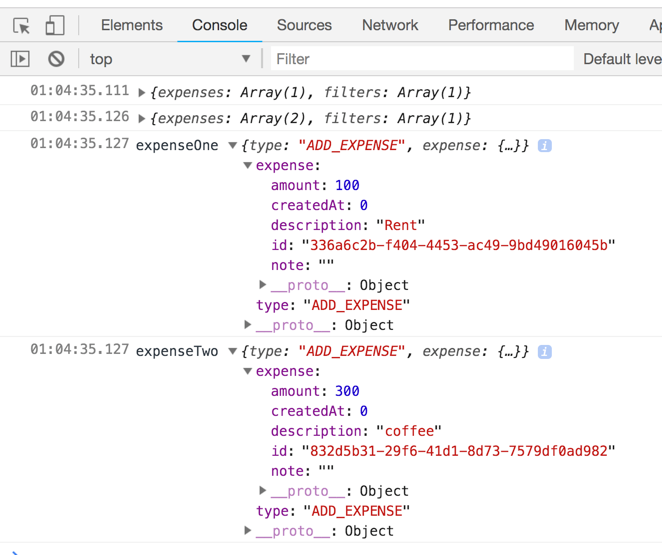 Elements Console Sources Network Performance Memory Ap
top Filter Default leve
01:04:35.111 {expenses: Array(1), filters: Array(1)}
01:04:35.126 {expenses: Array(2), filters: Array(1)}
01:04:35.127 expenseOne {type: "ADD_EXPENSE", expense: {…}} i
expense:
amount: 100
createdAt: 0
description: "Rent"
id: "336a6c2b-f404-4453-ac49-9bd49016045b"
note: ""
__proto__: Object
type: "ADD_EXPENSE"
__proto__: Object
01:04:35.127 expenseTwo {type: "ADD_EXPENSE", expense: {…}} i
expense:
amount: 300
createdAt: 0
description: "coffee"
id: "832d5b31-29f6-41d1-8d73-7579df0ad982"
note: ""
__proto__: Object
type: "ADD_EXPENSE"
__proto__: Object